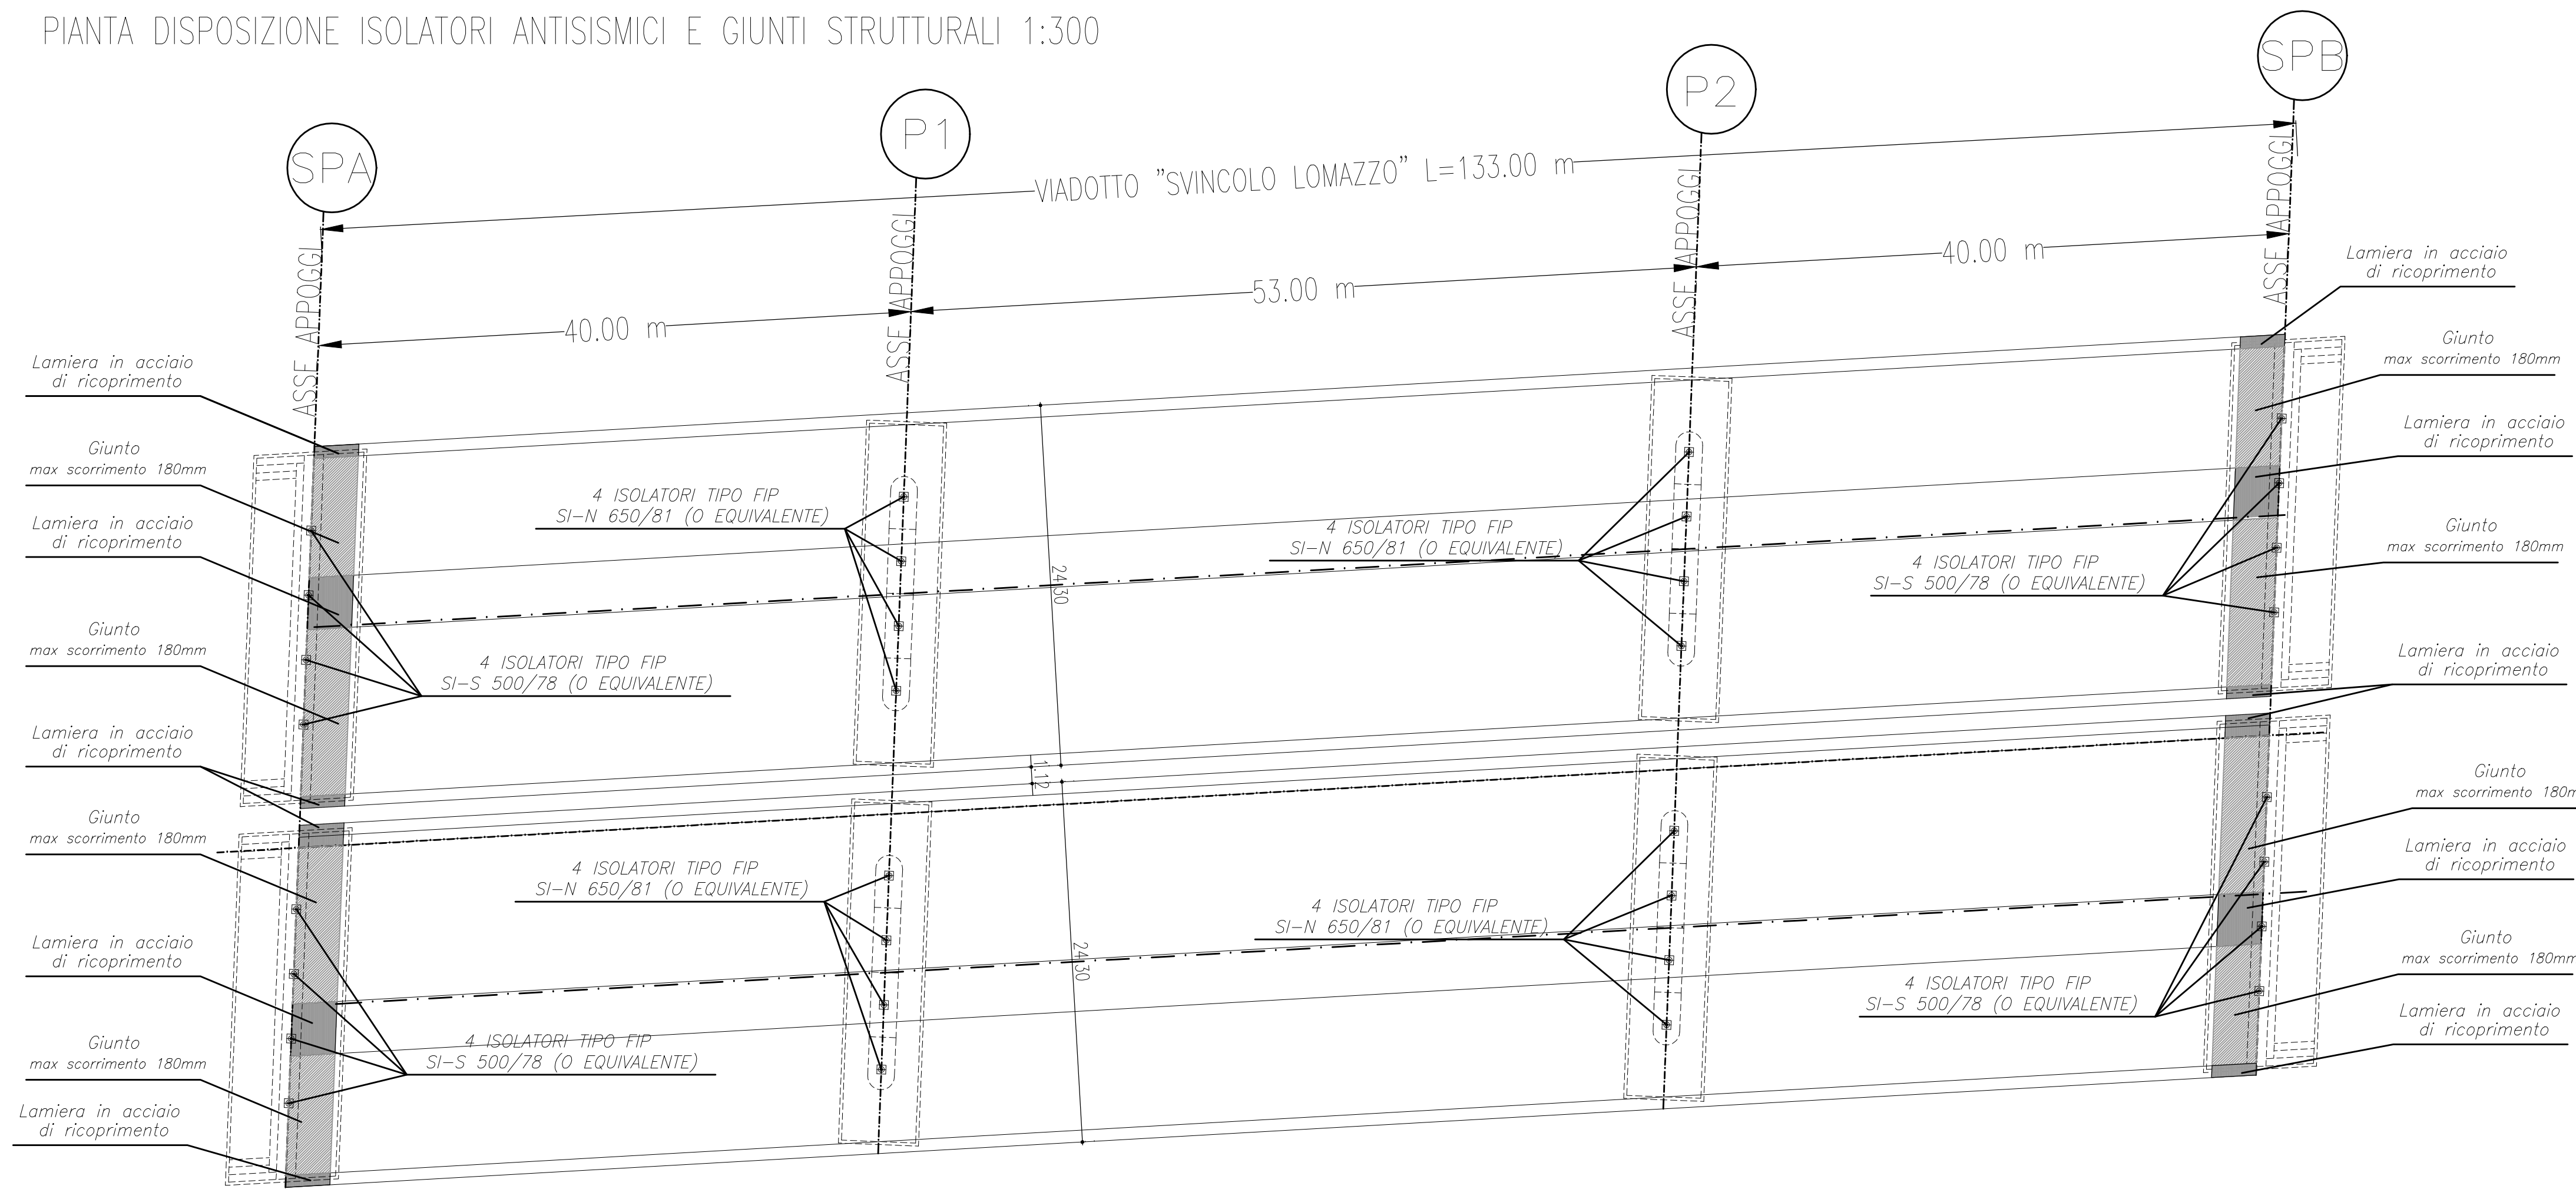 PIANTA DISPOSIZIONE ISOLATORI ANTISISMICI E GIUNTI STRUTTURALI 1:300
SPA
P1
P2
SPB
VIADOTTO "SVINCOLO LOMAZZO" L=133.00 m
ASSE APPOGGI
ASSE APPOGGI
ASSE APPOGGI
ASSE APPOGGI
40.00 m
53.00 m
40.00 m
Lamiera in acciaio
di ricoprimento
Giunto
max scorrimento 180mm
Lamiera in acciaio
di ricoprimento
Giunto
max scorrimento 180mm
Lamiera in acciaio
di ricoprimento
Giunto
max scorrimento 180mm
Lamiera in acciaio
di ricoprimento
Giunto
max scorrimento 180mm
Lamiera in acciaio
di ricoprimento
4 ISOLATORI TIPO FIP
SI-N 650/81 (O EQUIVALENTE)
4 ISOLATORI TIPO FIP
SI-S 500/78 (O EQUIVALENTE)
4 ISOLATORI TIPO FIP
SI-N 650/81 (O EQUIVALENTE)
4 ISOLATORI TIPO FIP
SI-S 500/78 (O EQUIVALENTE)
24.30
1.12
24.30
4 ISOLATORI TIPO FIP
SI-N 650/81 (O EQUIVALENTE)
4 ISOLATORI TIPO FIP
SI-S 500/78 (O EQUIVALENTE)
4 ISOLATORI TIPO FIP
SI-N 650/81 (O EQUIVALENTE)
4 ISOLATORI TIPO FIP
SI-S 500/78 (O EQUIVALENTE)
Lamiera in acciaio
di ricoprimento
Giunto
max scorrimento 180mm
Lamiera in acciaio
di ricoprimento
Giunto
max scorrimento 180mm
Lamiera in acciaio
di ricoprimento
Giunto
max scorrimento 180m
Lamiera in acciaio
di ricoprimento
Giunto
max scorrimento 180m
Lamiera in acciaio
di ricoprimento